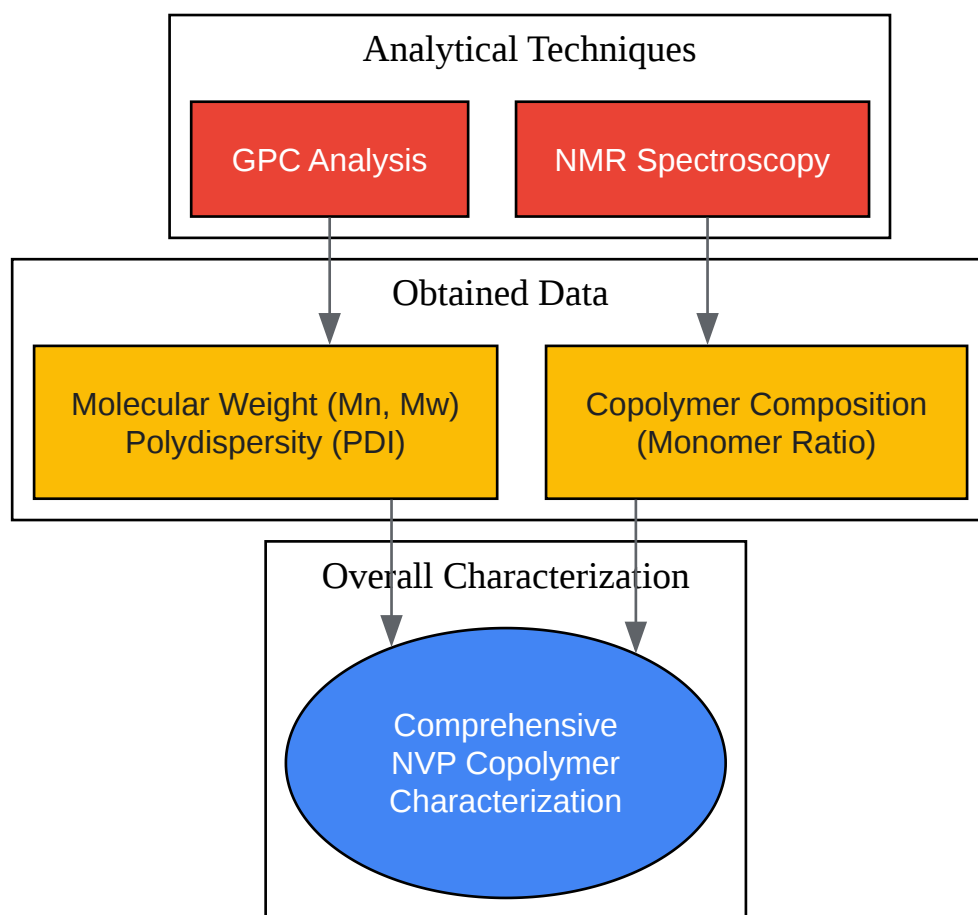 Analytical Techniques
GPC Analysis
NMR Spectroscopy
Obtained Data
Molecular Weight (Mn, Mw)
Polydispersity (PDI)
Copolymer Composition
(Monomer Ratio)
Overall Characterization
Comprehensive
NVP Copolymer
Characterization